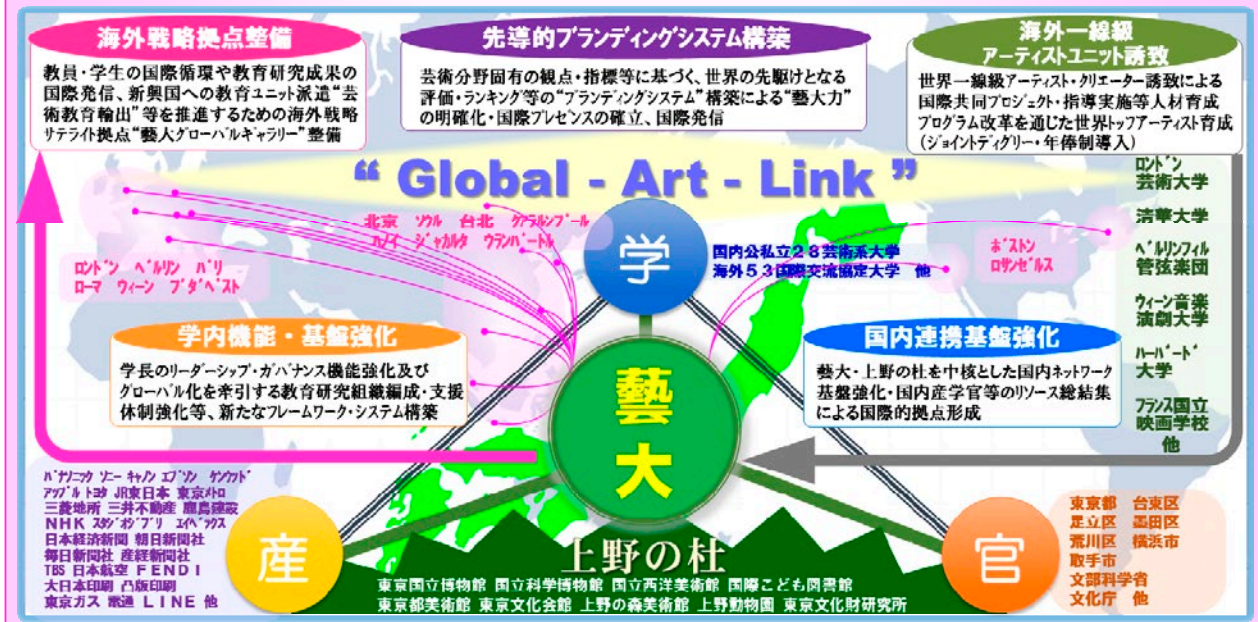 海外戦略拠点整備
教員・学生の国際循環や教育研究成果の
国際発信、新興国への教育ユニット派遣“芸
術教育輸出”等を推進するための海外戦略
サテライト拠点“藝大グローバルギャラリー”整備
先導的ブランディングシステム構築
芸術分野固有の観点・指標等に基づく、世界の先駆けとなる
評価・ランキング等の“ブランディングシステム”構築による“藝大力”
の明確化・国際プレゼンスの確立、国際発信
海外一線級
アーティストユニット誘致
世界一線級アーティスト・クリエーター誘致による
国際共同プロジェクト・指導実施等人材育成
プログラム改革を通じた世界トップアーティスト育成
(ジョイントディグリー・年俸制導入)
“ Global - Art - Link ”
北京 ソウル 台北 クアラルンプール
ハノイ ジャカルタ ウランバートル
ロンドン ベルリン パリ
ローマ ウィーン ブダペスト
学
国内公私立28芸術系大学
海外53国際交流協定大学 他
ボストン
ロサンゼルス
ロンドン
芸術大学
清華大学
ベルリンフィル
管弦楽団
ウィーン音楽
演劇大学
ハーバード
大学
フランス国立
映画学校
他
学内機能・基盤強化
学長のリーダーシップ・ガバナンス機能強化及び
グローバル化を牽引する教育研究組織編成・支援
体制強化等、新たなフレームワーク・システム構築
藝
大
国内連携基盤強化
藝大・上野の杜を中核とした国内ネットワーク
基盤強化・国内産学官等のリソース総結集
による国際的拠点形成
パナソニック ソニー キャノン エプソン ケンウッド
アップル トヨタ JR東日本 東京メトロ
三菱地所 三井不動産 鹿島建設
NHK スタジオジブリ エイベックス
日本経済新聞 朝日新聞社
毎日新聞社 産経新聞社
TBS 日本航空 FENDI
大日本印刷 凸版印刷
東京ガス 電通 LINE 他
産
上野の杜
東京国立博物館 国立科学博物館 国立西洋美術館 国際こども図書館
東京都美術館 東京文化会館 上野の森美術館 上野動物園 東京文化財研究所
官
東京都 台東区
足立区 墨田区
荒川区 横浜市
取手市
文部科学省
文化庁 他